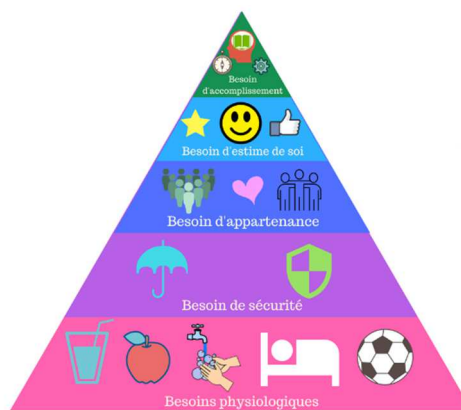 Besoin
d'accomplissement
Besoin d'estime de soi
Besoin d'appartenance
Besoin de sécurité
Besoins physiologiques